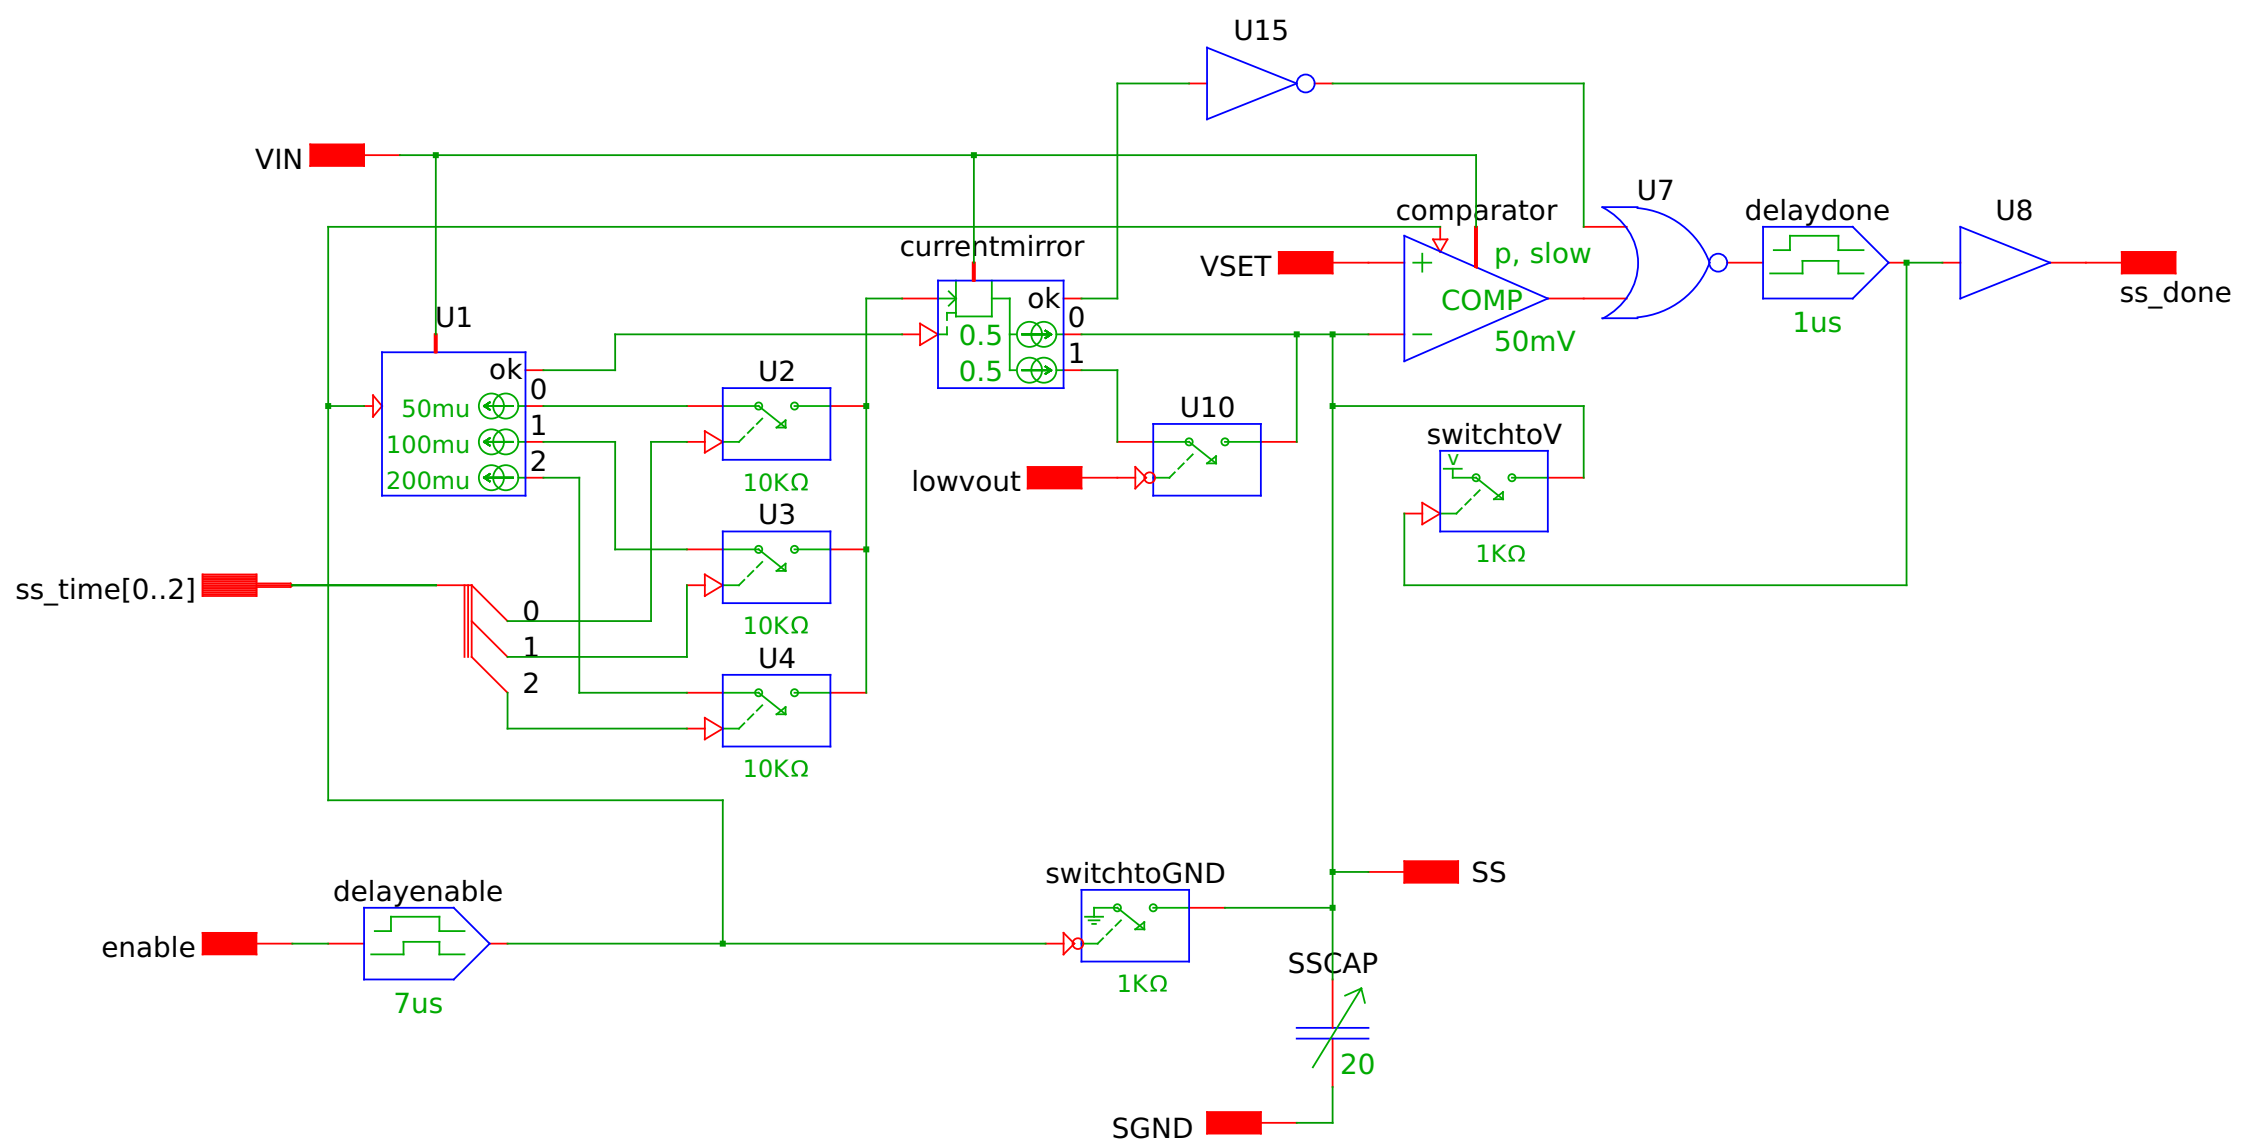 U15
VIN
U7
comparator
delaydone
U8
currentmirror
p, slow
VSET
ok
COMP
ss_done
U1
0
0.5
1us
50mV
1
0.5
ok
U2
0
50mu
U10
1
100mu
switchtoV
v
2
200mu
10KΩ
lowvout
U3
1KΩ
ss_time[0..2]
0
10KΩ
1
U4
2
10KΩ
switchtoGND
SS
delayenable
enable
SSCAP
1KΩ
7us
20
SGND